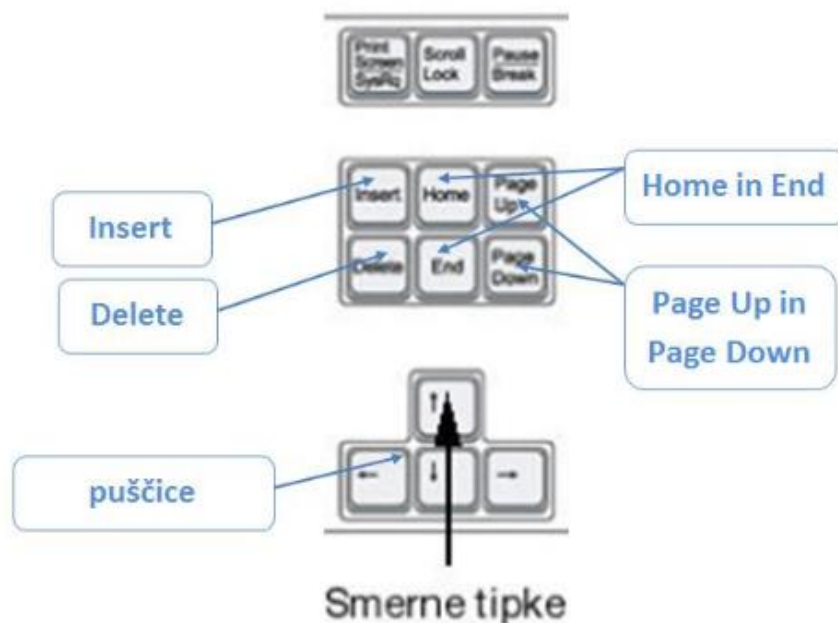 Print
Screen
SysRq
Scroll
Lock
Pause
Break
Insert
Home
Page
Up
Delete
End
Page
Down
Insert
Delete
Home in End
Page Up in
Page Down
puščice
Smerne tipke